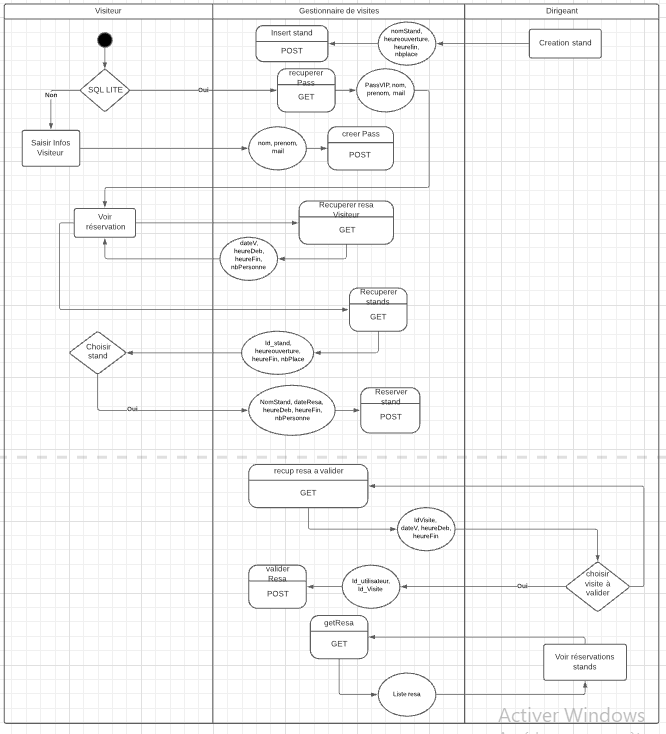 Visiteur
Gestionnaire de visites
Dirigeant
Insert stand
POST
nomStand,
heureouverture,
heurefin,
nbplace
Creation stand
SQL LITE
Oui
Non
recuperer
Pass
GET
PassVIP, nom,
prenom, mail
Saisir Infos
Visiteur
nom, prenom,
mail
creer Pass
POST
Voir
réservation
Recuperer resa
Visiteur
GET
dateV,
heureDeb,
heureFin,
nbPersonne
Recuperer
stands
GET
Choisir
stand
Id_stand,
heureouverture,
heureFin, nbPlace
Oui
NomStand, dateResa,
heureDeb, heureFin,
nbPersonne
Reserver
stand
POST
recup resa a valider
GET
IdVisite,
dateV, heureDeb,
heureFin
choisir
visite à
valider
Oui
Id_utilisateur,
Id_Visite
valider
Resa
POST
getResa
GET
Voir réservations
stands
Liste resa
Activer Windows